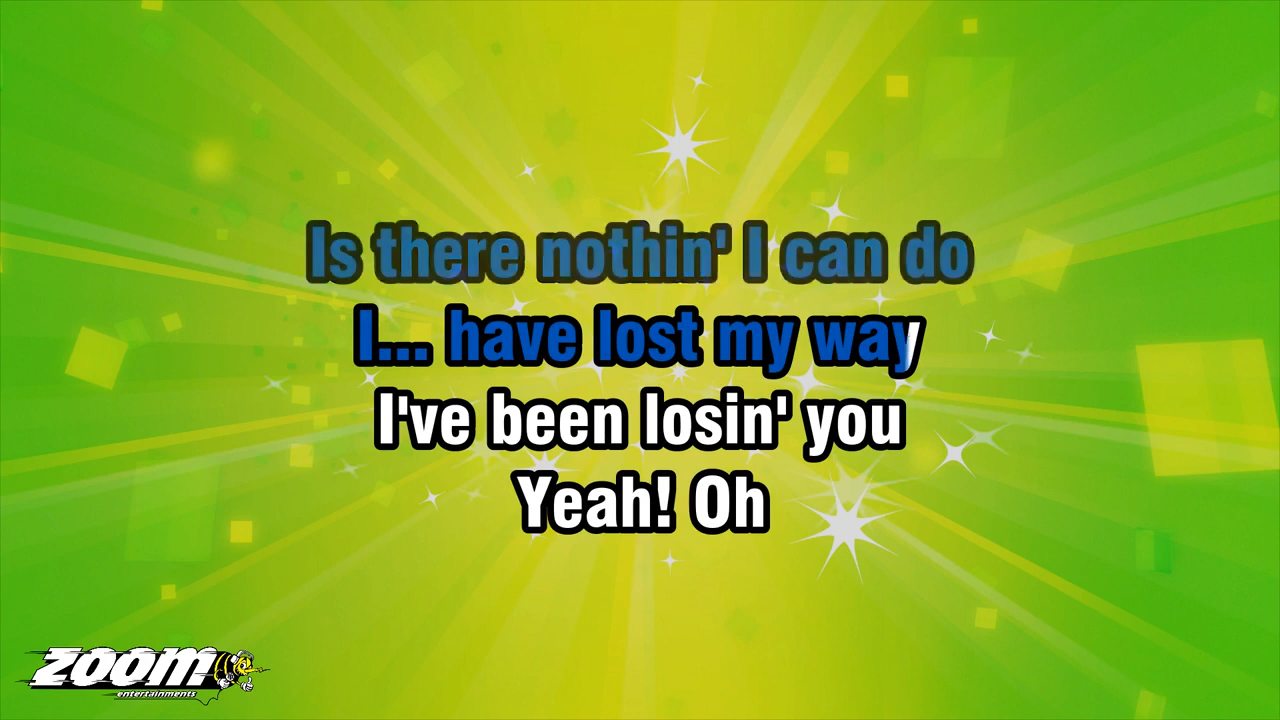 Is there nothin' I can do
I... have lost my way
I've been losin' you
Yeah! Oh
ZOOM
entertainments